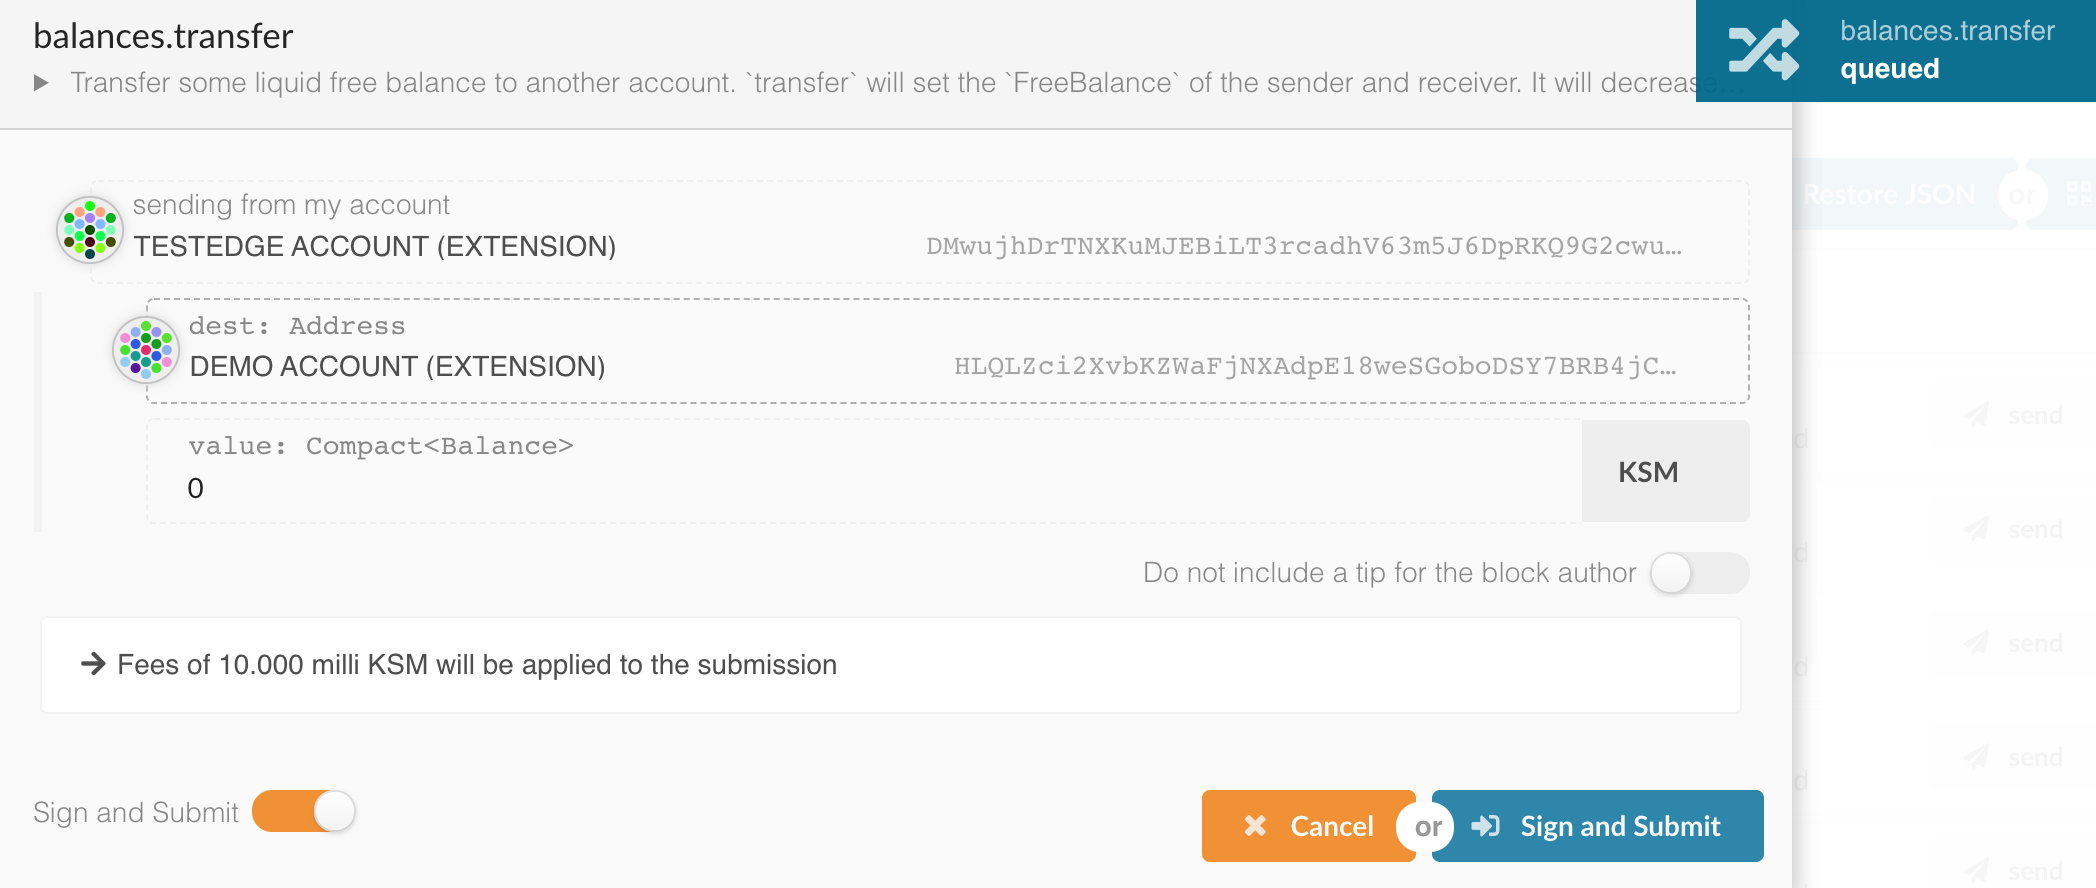 balances.transfer
Transfer some liquid free balance to another account. `transfer` will set the `FreeBalance` of the sender and receiver. It will decrease...
balances.transfer
queued
Restore JSON or
sending from my account
TESTEDGE ACCOUNT (EXTENSION)
DMwujhDrTNXKuMJEBiLT3rcadhV63m5J6DpRKQ9G2cwu…
dest: Address
DEMO ACCOUNT (EXTENSION)
HLQLZci2XvbKZWaFjNXAdpE18weSGoboDSY7BRB4jC…
value: Compact<Balance>
0
KSM
Do not include a tip for the block author
Fees of 10.000 milli KSM will be applied to the submission
Sign and Submit
Cancel
or
Sign and Submit
d
send
d
send
d
send
d
send
send